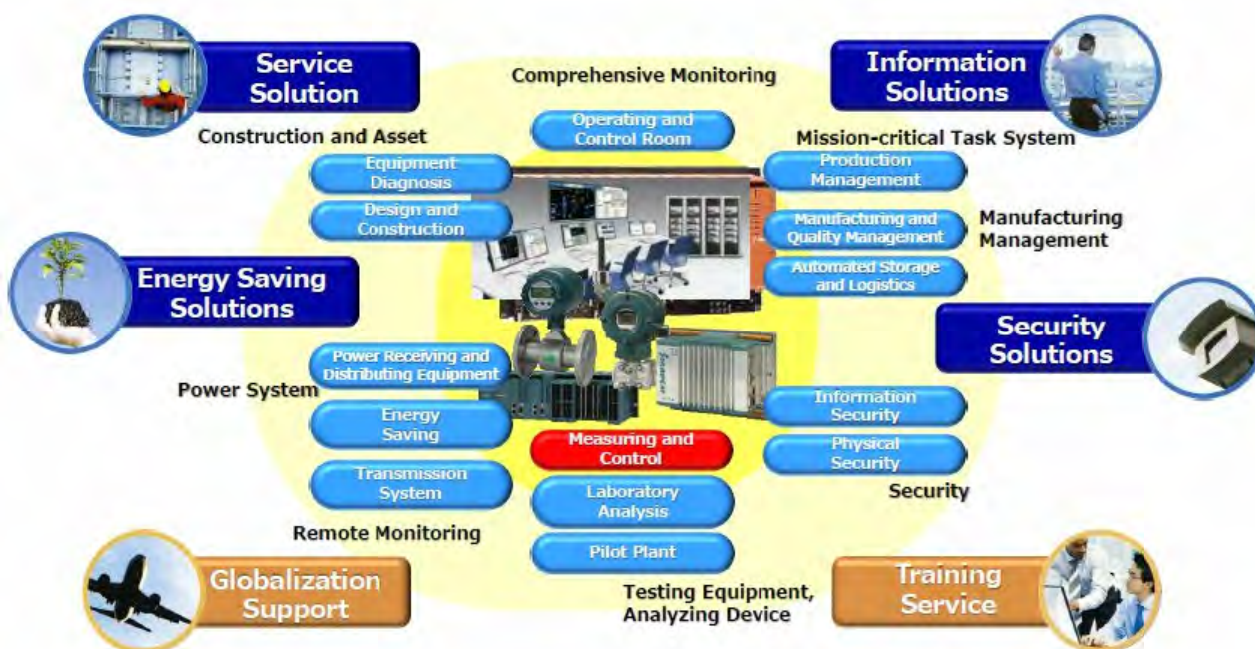 Service
Solution
Comprehensive Monitoring
Information
Solutions
Construction and Asset
Operating and
Control Room
Mission-critical Task System
Equipment
Diagnosis
Production
Management
Design and
Construction
Manufacturing and
Quality Management
Manufacturing
Management
Energy Saving
Solutions
Automated Storage
and Logistics
Security
Solutions
Power Receiving and
Distributing Equipment
Power System
Information
Security
Energy
Saving
Measuring and
Control
Physical
Security
Transmission
System
Laboratory
Analysis
Security
Remote Monitoring
Pilot Plant
Globalization
Support
Testing Equipment,
Analyzing Device
Training
Service